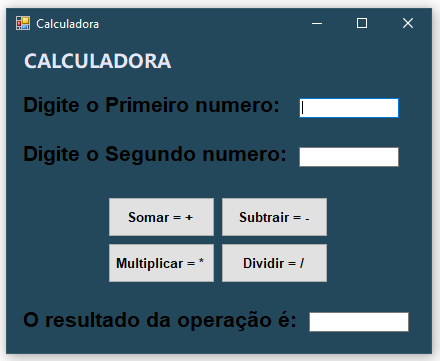 Calculadora
CALCULADORA
Digite o Primeiro numero:
Digite o Segundo numero:
Somar = + Subtrair = -
Multiplicar = * Dividir = /
O resultado da operação é: